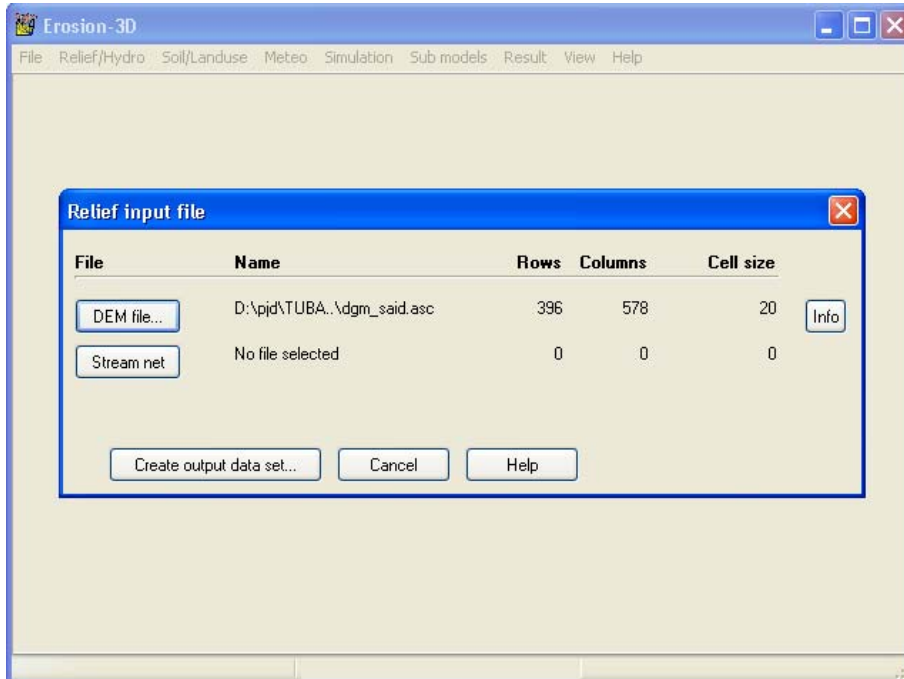 Erosion-3D
File Relief/Hydro Soil/Landuse Meteo Simulation Sub models Result View Help
Relief input file
File Name Rows Columns Cell size
DEM file... D:\pjd\TUBA..\dgm_said.asc 396 578 20 Info
Stream net No file selected 0 0 0
Create output data set... Cancel Help